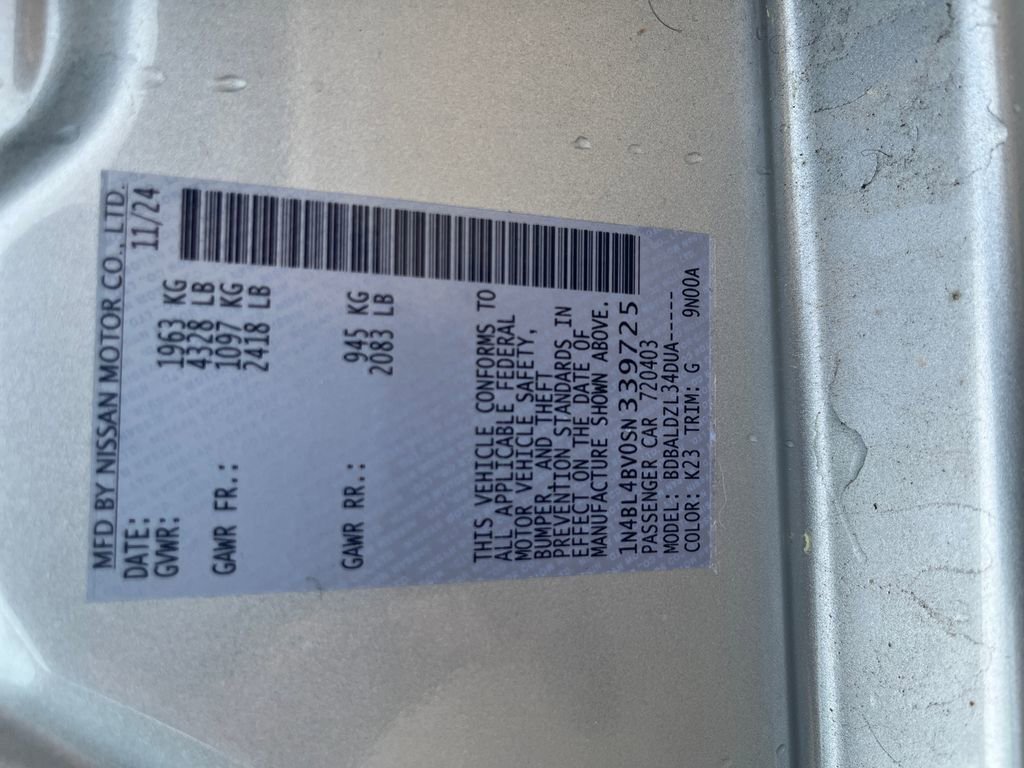 MFD BY NISSAN MOTOR CO., LTD.
DATE: 11/24
GVWR: 1963 KG
4328 LB
GAWR FR.: 1097 KG
2418 LB
GAWR RR.: 945 KG
2083 LB
THIS VEHICLE CONFORMS TO
ALL APPLICABLE FEDERAL
MOTOR VEHICLE SAFETY,
BUMPER, AND THEFT
PREVENTION STANDARDS IN
EFFECT ON THE DATE OF
MANUFACTURE SHOWN ABOVE.
1N4BL4BV0SN339725
PASSENGER CAR 720403
MODEL: BDBALDZL34DUA-----
COLOR: K23 TRIM: G 9N00A